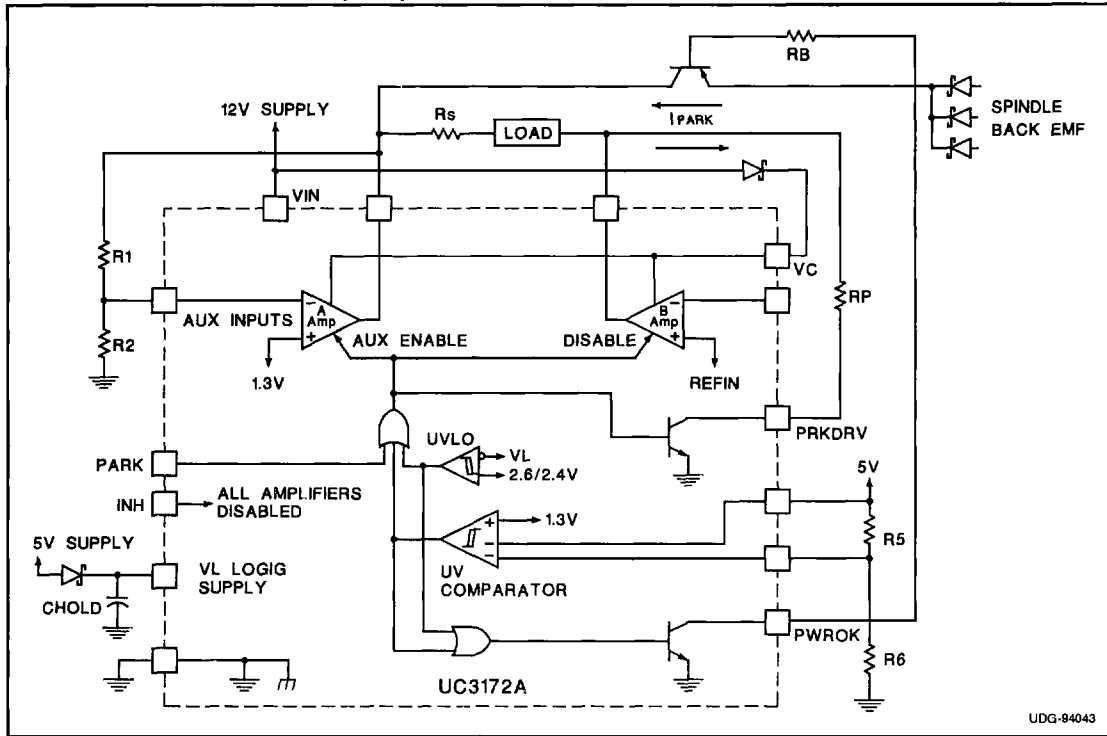 RB
SPINDLE
BACK EMF
12V SUPPLY
Rs
LOAD
IPARK
VIN
R1
VC
RP
AUX INPUTS
A
Amp
AUX ENABLE
DISABLE
B
Amp
R2
1.3V
REFIN
PRKDRV
UVLO
VL
2.6/2.4V
5V
PARK
INH
ALL AMPLIFIERS
DISABLED
1.3V
R5
5V SUPPLY
VL LOGIG
SUPPLY
UV
COMPARATOR
CHOLD
PWROK
R6
UC3172A
UDG-94043